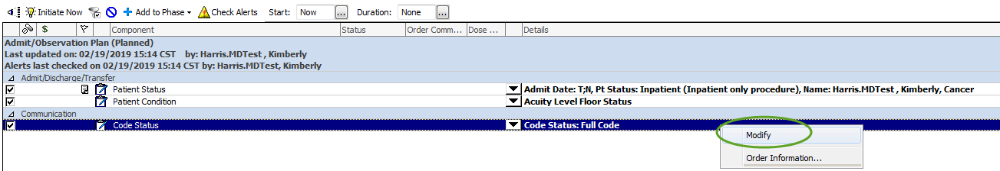 Initiate Now Add to Phase Check Alerts Start: Now ... Duration: None ...
$ Component Status Order Comm... Dose ... Details
Admit/Observation Plan (Planned)
Last updated on: 02/19/2019 15:14 CST by: Harris.MDTest , Kimberly
Alerts last checked on 02/19/2019 15:14 CST by: Harris.MDTest, Kimberly
Admit/Discharge/Transfer
Patient Status Admit Date: T;N, Pt Status: Inpatient (Inpatient only procedure), Name: Harris.MDTest , Kimberly, Cancer
Patient Condition Acuity Level Floor Status
Communication
Code Status Code Status: Full Code
Modify
Order Information...